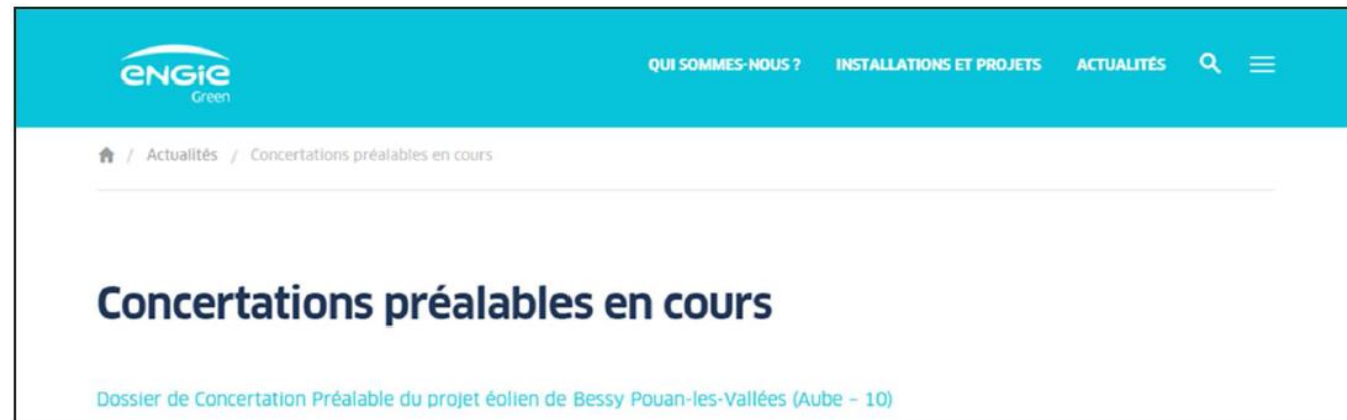 ENGIE
Green
QUI SOMMES-NOUS ? INSTALLATIONS ET PROJETS ACTUALITÉS
/ Actualités / Concertations préalables en cours
Concertations préalables en cours
Dossier de Concertation Préalable du projet éolien de Bessy Pouan-les-Vallées (Aube – 10)